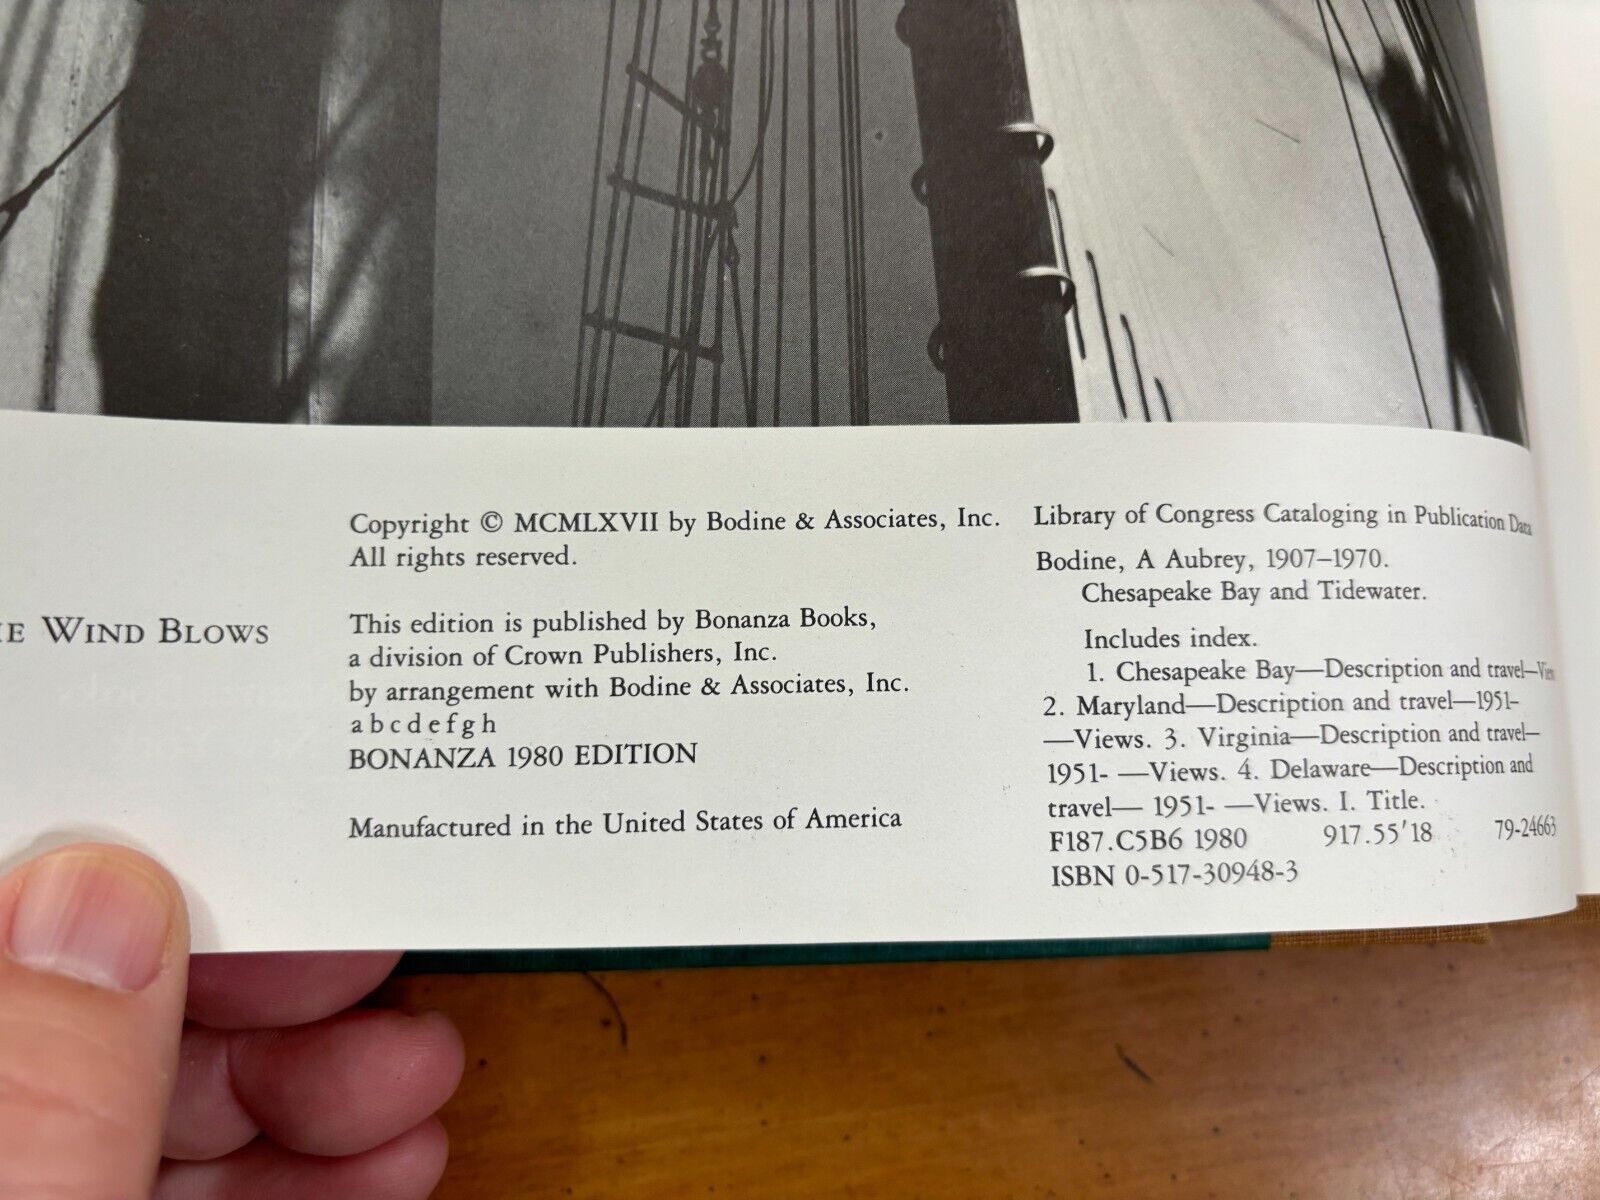 WIND BLOWS
Copyright © MCMLXVII by Bodine & Associates, Inc.
All rights reserved.
This edition is published by Bonanza Books,
a division of Crown Publishers, Inc.
by arrangement with Bodine & Associates, Inc.
a b c d e f g h
BONANZA 1980 EDITION
Manufactured in the United States of America
Library of Congress Cataloging in Publication Data
Bodine, A Aubrey, 1907–1970.
Chesapeake Bay and Tidewater.
Includes index.
1. Chesapeake Bay—Description and travel—
2. Maryland—Description and travel—1951-
—Views. 3. Virginia—Description and travel—
1951- —Views. 4. Delaware—Description and
travel— 1951- —Views. I. Title.
F187.C5B6 1980 917.55'18 79-24663
ISBN 0-517-30948-3